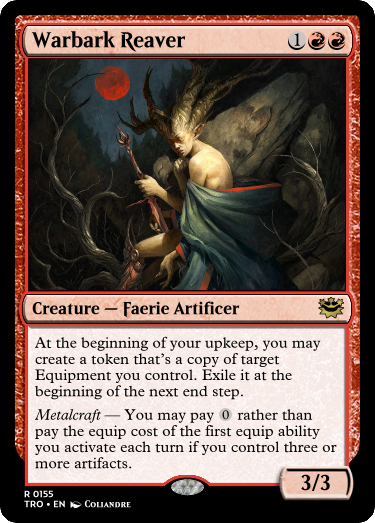 Warbark Reaver 1
Creature — Faerie Artificer
At the beginning of your upkeep, you may
create a token that's a copy of target
Equipment you control. Exile it at the
beginning of the next end step.
Metalcraft — You may pay 0 rather than
pay the equip cost of the first equip ability
you activate each turn if you control three or
more artifacts.
3/3
R 0155
TRO • EN Coliandre